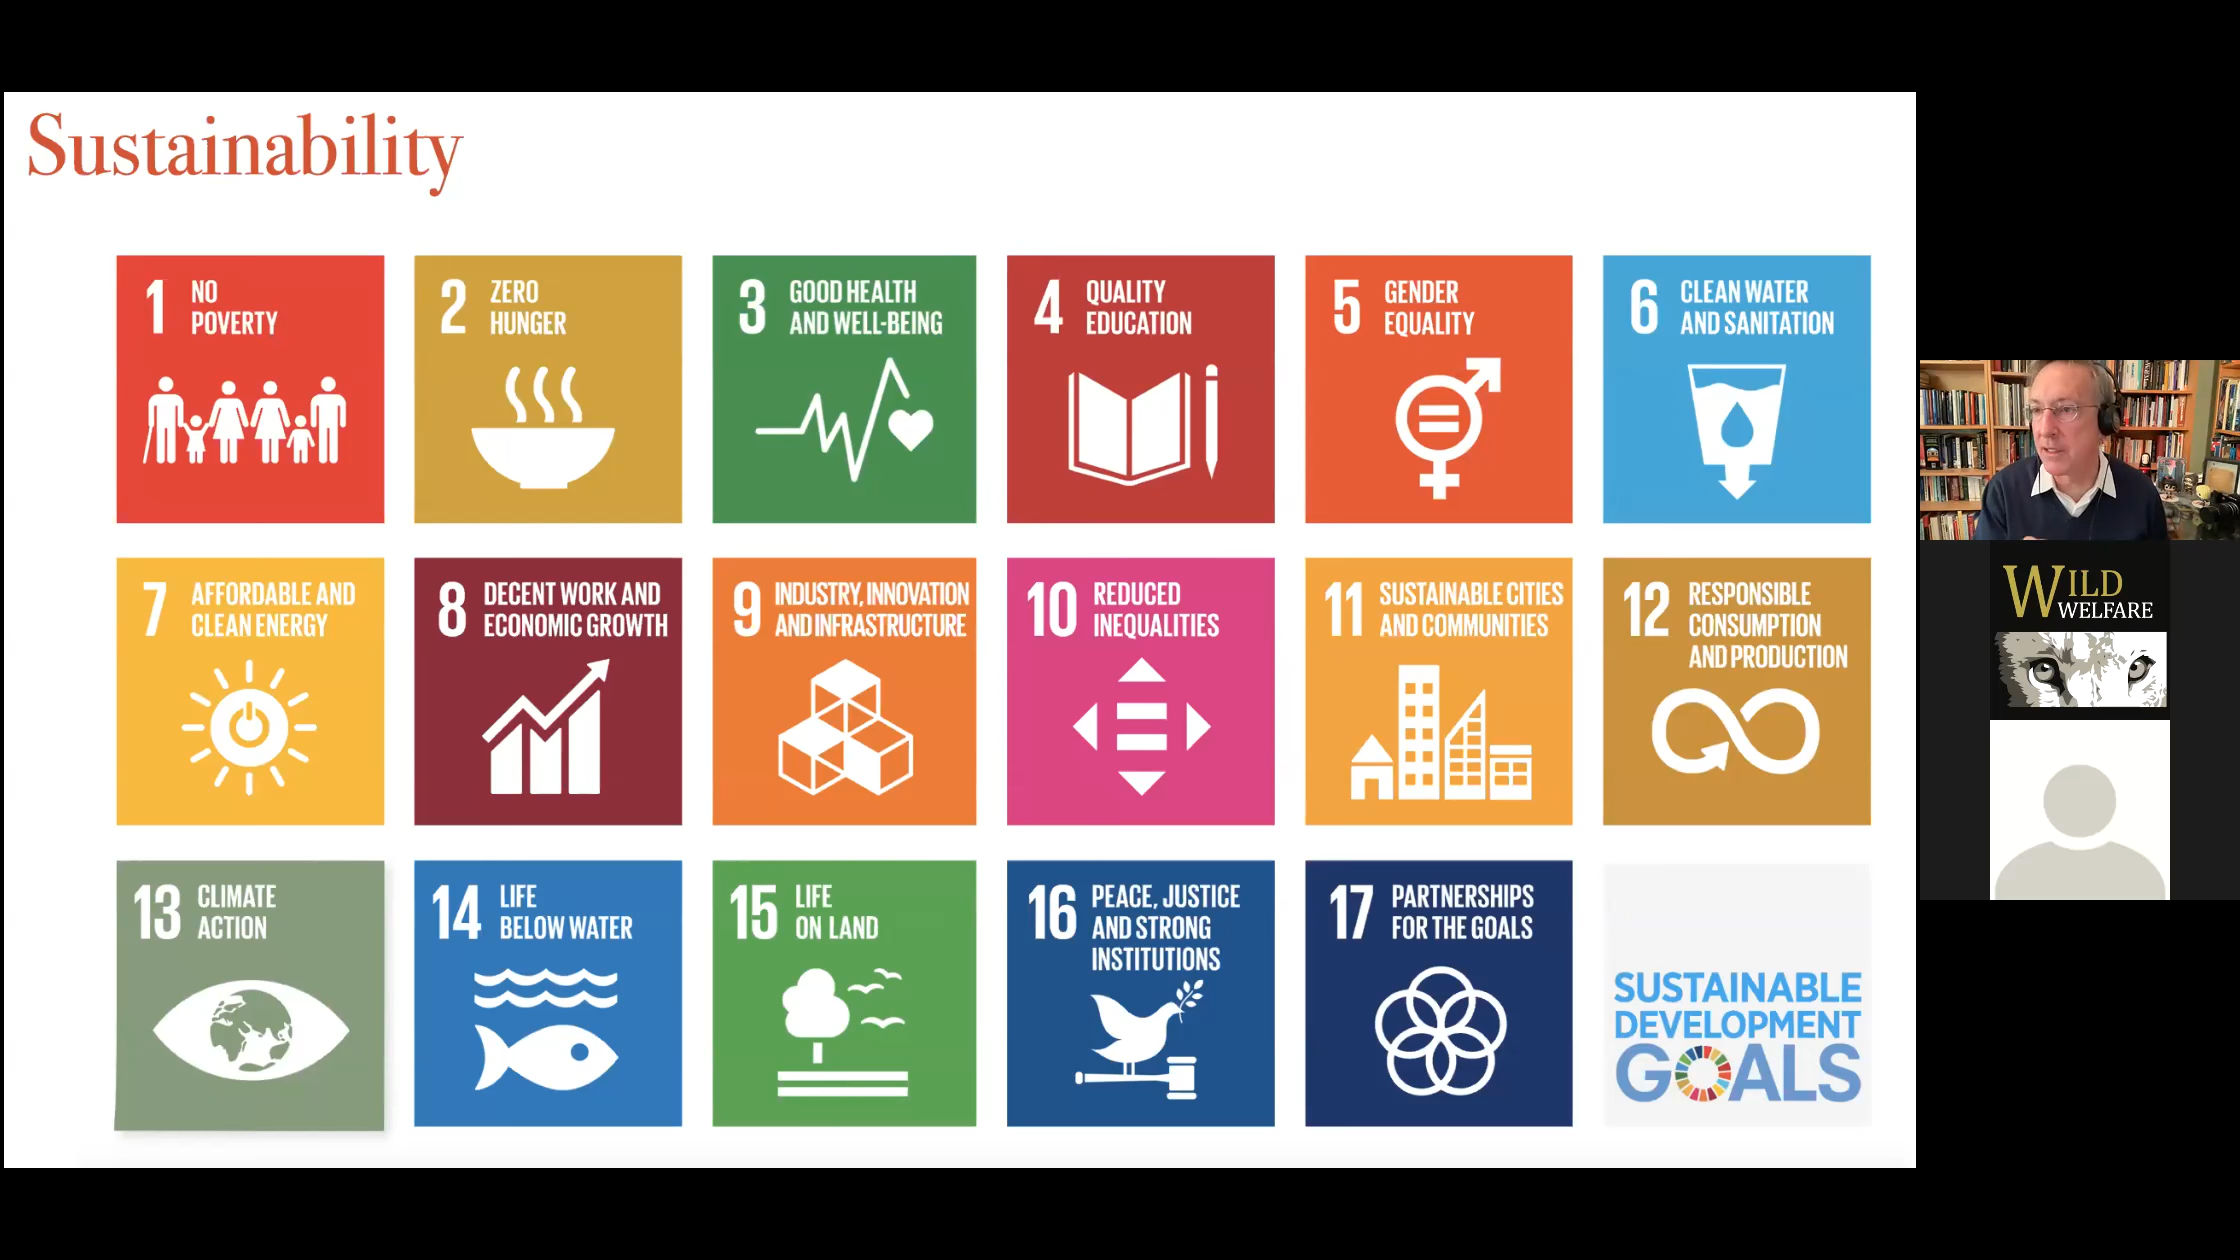 Sustainability
1 NO
POVERTY
2 ZERO
HUNGER
3 GOOD HEALTH
AND WELL-BEING
4 QUALITY
EDUCATION
5 GENDER
EQUALITY
6 CLEAN WATER
AND SANITATION
7 AFFORDABLE AND
CLEAN ENERGY
8 DECENT WORK AND
ECONOMIC GROWTH
9 INDUSTRY, INNOVATION
AND INFRASTRUCTURE
10 REDUCED
INEQUALITIES
11 SUSTAINABLE CITIES
AND COMMUNITIES
12 RESPONSIBLE
CONSUMPTION
AND PRODUCTION
13 CLIMATE
ACTION
14 LIFE
BELOW WATER
15 LIFE
ON LAND
16 PEACE, JUSTICE
AND STRONG
INSTITUTIONS
17 PARTNERSHIPS
FOR THE GOALS
SUSTAINABLE
DEVELOPMENT
GOALS
WILD
WELFARE